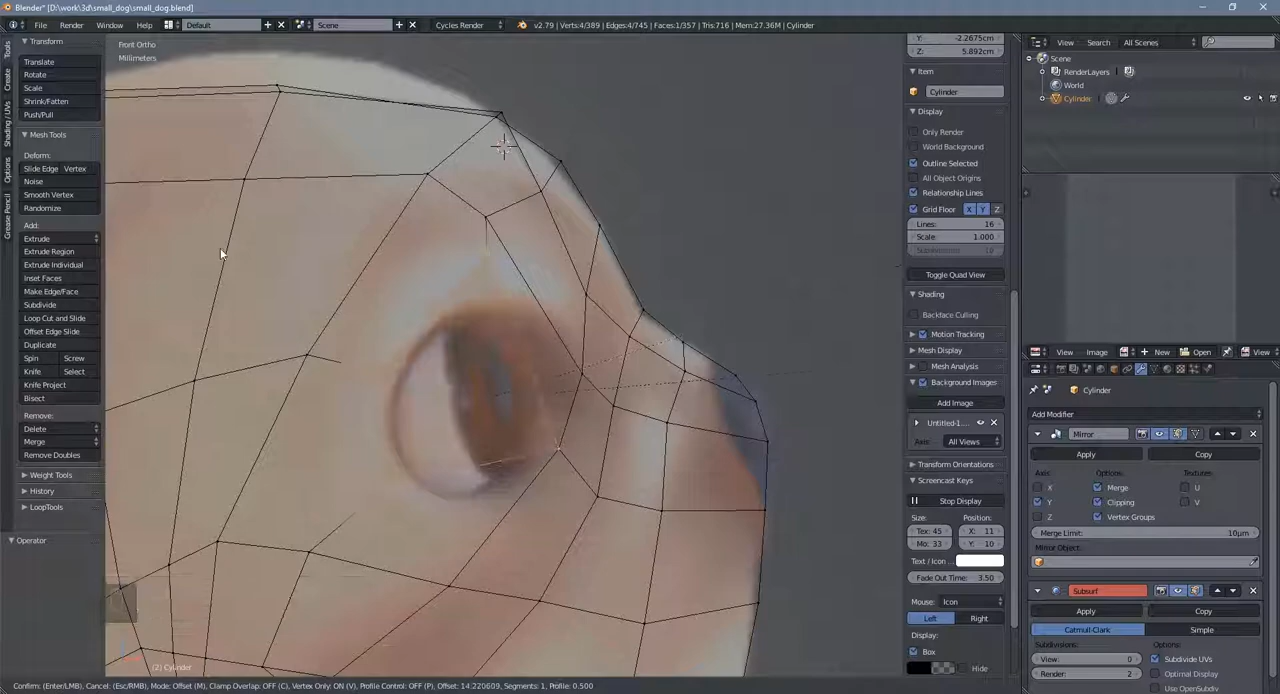 Blender* [D:\work\3d\small_dog\small_dog.blend]
File Render Window Help Default Scene Cycles Render v2.79 | Verts:4/389 | Edges:4/745 | Faces:1/357 | Tris:716 | Mem:27.36M | Cylinder
Transform
Translate
Rotate
Scale
Shrink/Fatten
Push/Pull
Mesh Tools
Deform:
Slide Edge Vertex
Noise
Smooth Vertex
Randomize
Add:
Extrude
Extrude Region
Extrude Individual
Inset Faces
Make Edge/Face
Subdivide
Loop Cut and Slide
Offset Edge Slide
Duplicate
Spin Screw
Knife Select
Knife Project
Bisect
Remove:
Delete
Merge
Remove Doubles
Weight Tools
History
LoopTools
Operator
Tools
Create
Shading / UVs
Options
Grease Pencil
Front Ortho
Millimeters
(2) Cylinder
Confirm: (Enter/LMB), Cancel: (Esc/RMB), Mode: Offset (M), Clamp Overlap: OFF (C), Vertex Only: ON (V), Profile Control: OFF (P), Offset: 14.220609, Segments: 1, Profile: 0.500
Y: -2.2675cm
Z: 5.892cm
Item
Cylinder
Display
Only Render
World Background
Outline Selected
All Object Origins
Relationship Lines
Grid Floor X Y Z
Lines: 16
Scale: 1.000
Subdivisions: 10
Toggle Quad View
Shading
Backface Culling
Motion Tracking
Mesh Display
Mesh Analysis
Background Images
Add Image
Untitled-1....
Axis: All Views
Transform Orientations
Screencast Keys
Stop Display
Size: Position:
Tex: 45 X: 11
Mo: 33 Y: 10
Text / Icon ...
Fade Out Time: 3.50
Mouse: Icon
Left Right
Display:
Box
Hide
View Search All Scenes
Scene
RenderLayers
World
Cylinder
View Image New Open View
Cylinder
Add Modifier
Mirror
Apply Copy
Axis: Options: Textures:
X Merge U
Y Clipping V
Z Vertex Groups
Merge Limit: 10µm
Mirror Object:
Subsurf
Apply Copy
Catmull-Clark Simple
Subdivisions: Options:
View: 0 Subdivide UVs
Render: 2 Optimal Display
Use OpenSubdiv